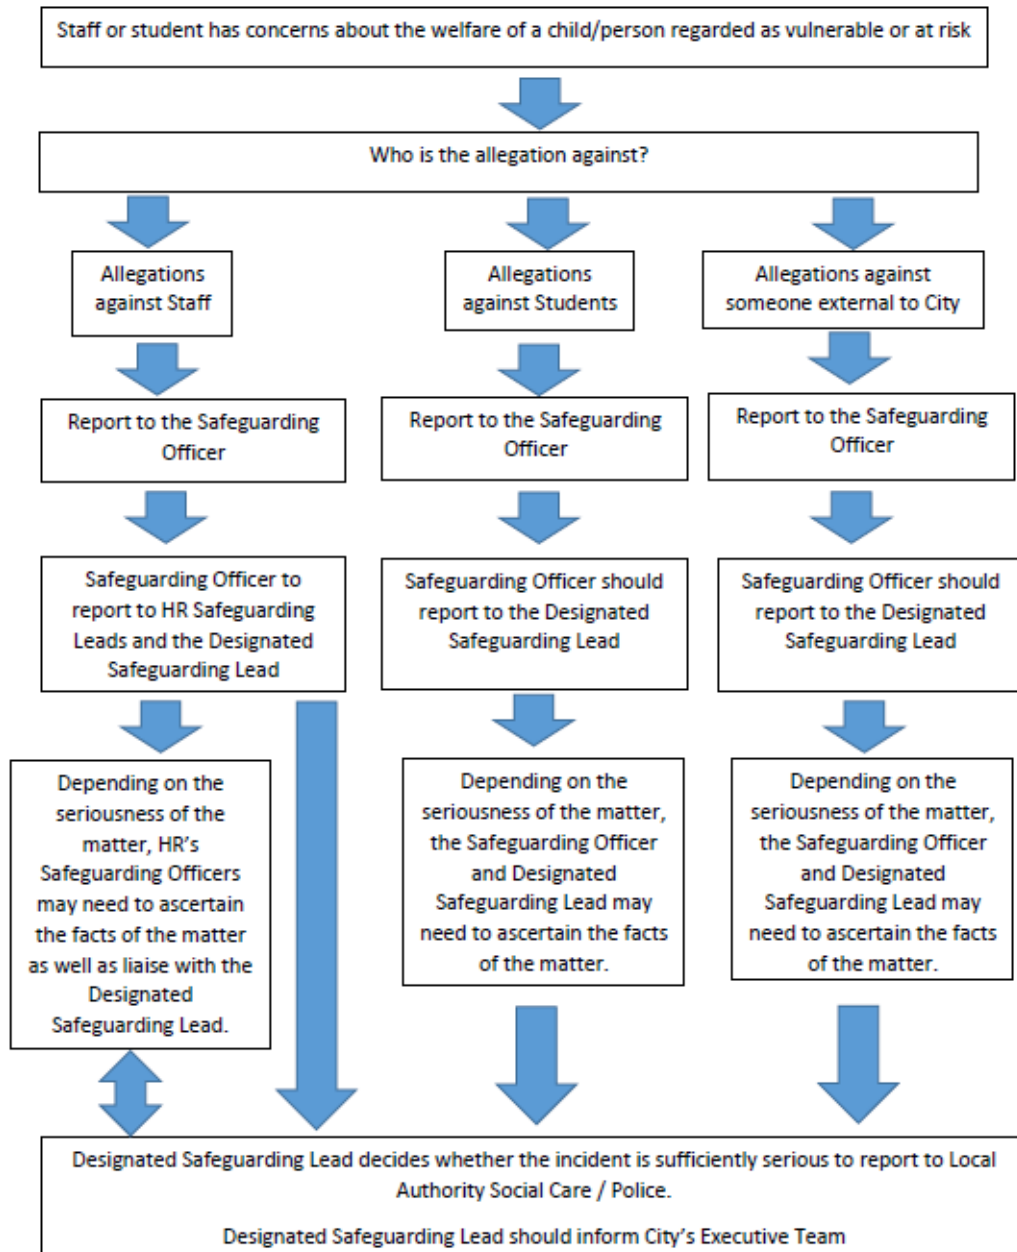 Staff or student has concerns about the welfare of a child/person regarded as vulnerable or at risk
Who is the allegation against?
Allegations
against Staff
Allegations
against Students
Allegations against
someone external to City
Report to the Safeguarding
Officer
Report to the Safeguarding
Officer
Report to the Safeguarding
Officer
Safeguarding Officer to
report to HR Safeguarding
Leads and the Designated
Safeguarding Lead
Safeguarding Officer should
report to the Designated
Safeguarding Lead
Safeguarding Officer should
report to the Designated
Safeguarding Lead
Depending on the
seriousness of the
matter, HR's
Safeguarding Officers
may need to ascertain
the facts of the matter
as well as liaise with the
Designated
Safeguarding Lead.
Depending on the
seriousness of the matter,
the Safeguarding Officer
and Designated
Safeguarding Lead may
need to ascertain the facts
of the matter.
Depending on the
seriousness of the matter,
the Safeguarding Officer
and Designated
Safeguarding Lead may
need to ascertain the facts
of the matter.
Designated Safeguarding Lead decides whether the incident is sufficiently serious to report to Local
Authority Social Care / Police.
Designated Safeguarding Lead should inform City's Executive Team